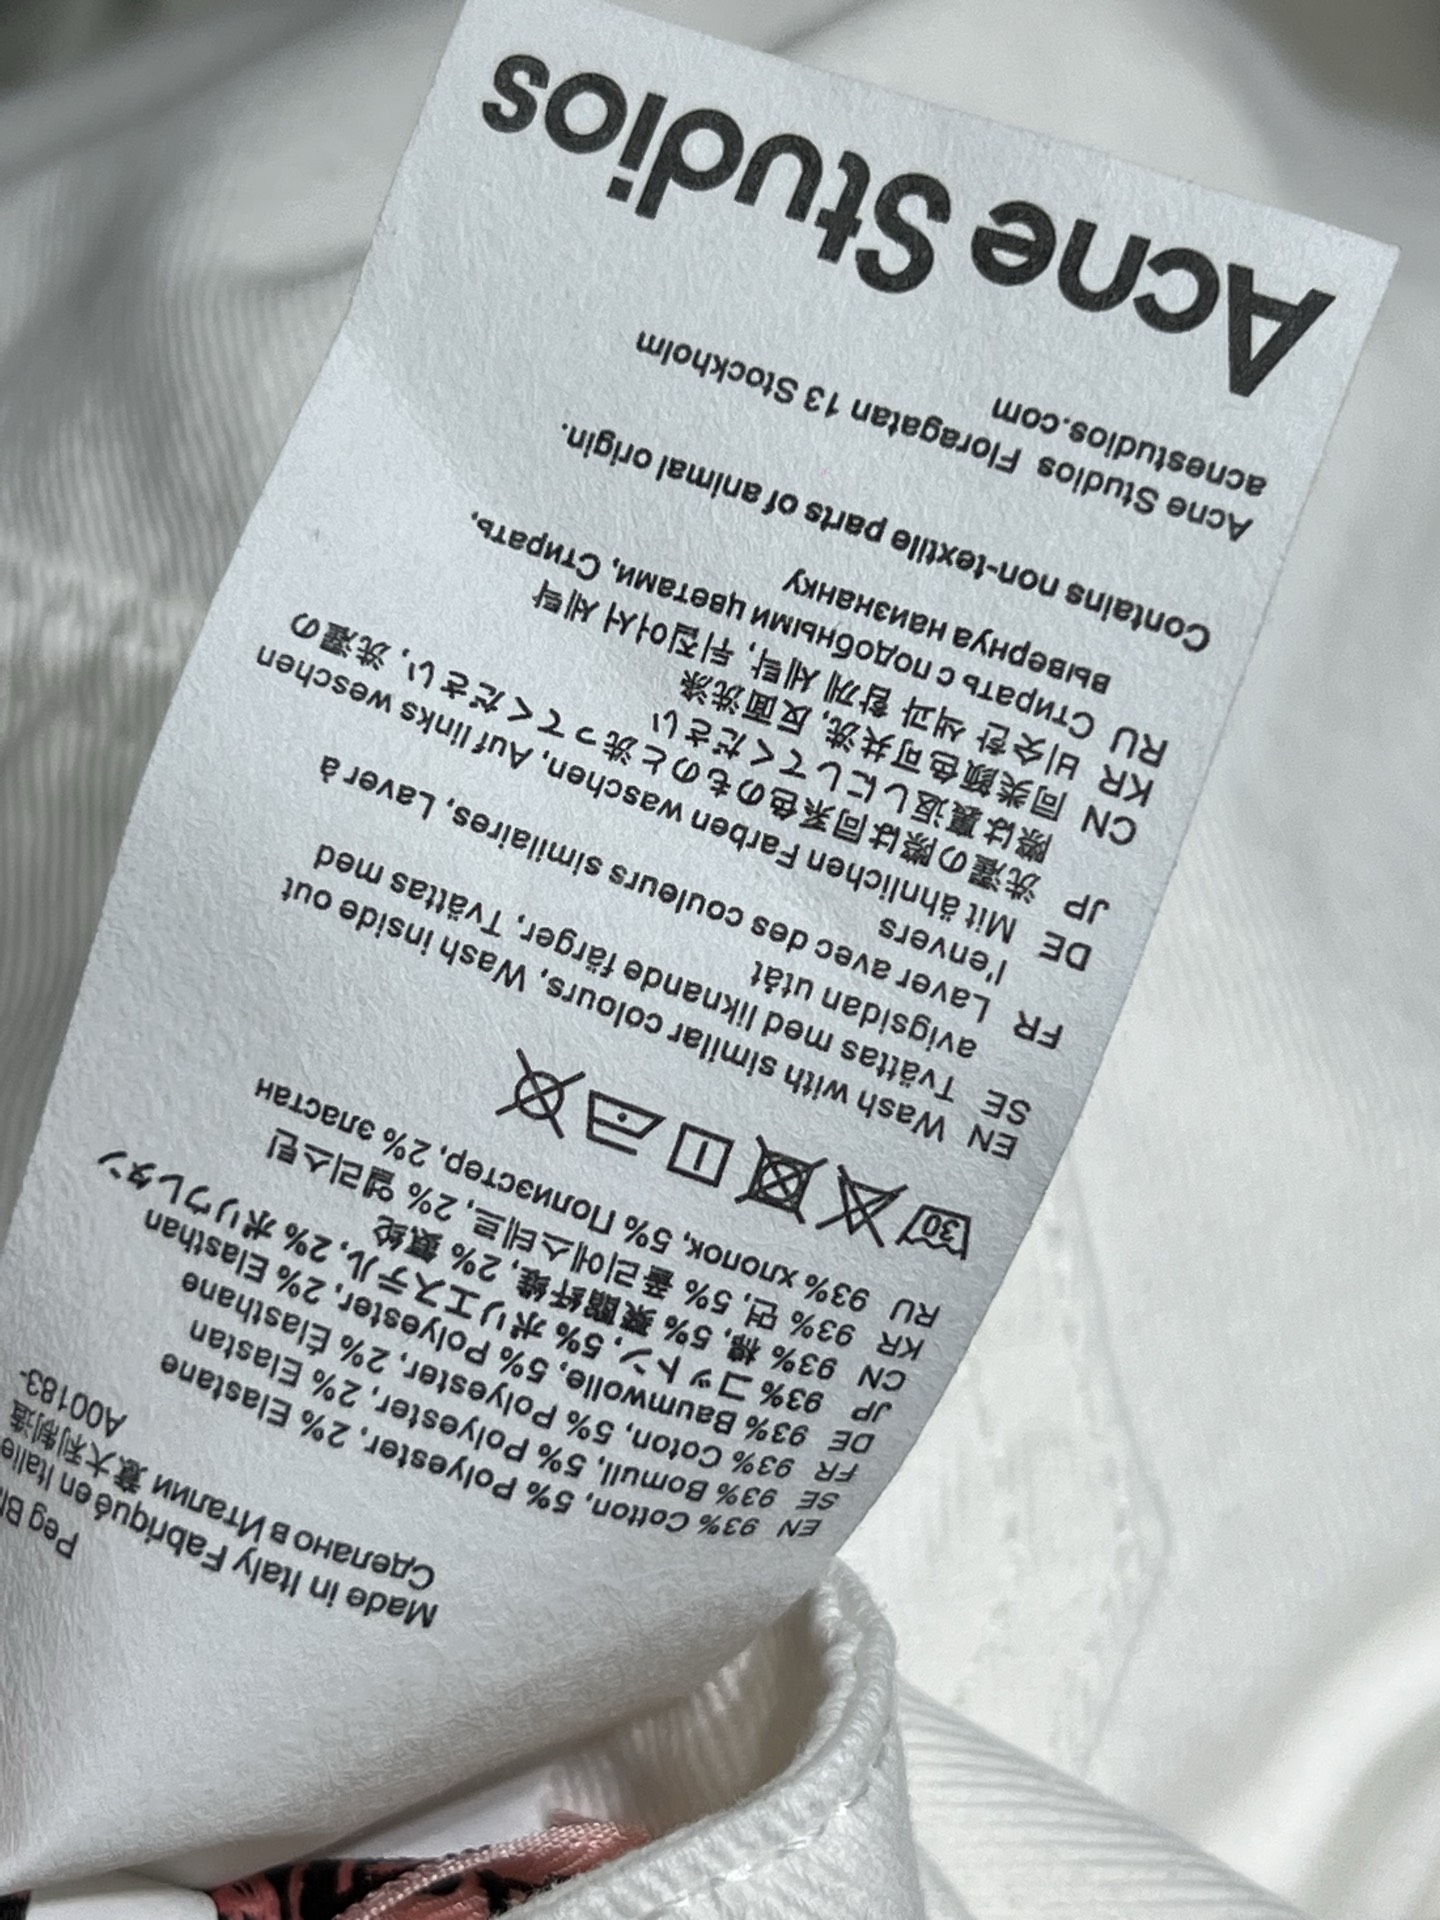 Peg
Made in Italy Fabriqué en Italie
Сделано в Италии 意大利制造
A00183-
EN 93% Cotton, 5% Polyester, 2% Elastane
SE 93% Bomull, 5% Polyester, 2% Elastan
FR 93% Coton, 5% Polyester, 2% Élasthanne
DE 93% Baumwolle, 5% Polyester, 2% Elasthan
JP 93% コットン, 5% ポリエステル, 2% ポリウレタン
CN 93% 棉, 5% 聚酯纤维, 2% 氨纶
KR 93% 면, 5% 폴리에스테르, 2% 엘리스틴
RU 93% хлопок, 5% Полиэстер, 2% эластан
30
EN Wash with similar colours, Wash inside out
SE Tvättas med liknande färger, Tvättas med
avigsidan utåt
FR Laver avec des couleurs similaires, Laver à
l'envers
DE Mit ähnlichen Farben waschen, Auf links weschen
JP 洗濯の際は同系色のものと洗ってください, 洗濯の
際は裏返しにしてください
CN 同类颜色可共洗, 反面洗涤
KR 비슷한 색과 함께 세탁, 뒤집어서 세탁
RU Стирать с подобными цветами, Стирать,
вывернуа наизнанку
Contains non-textile parts of animal origin.
Acne Studios Floragatan 13 Stockholm
acnestudios.com
Acne Studios